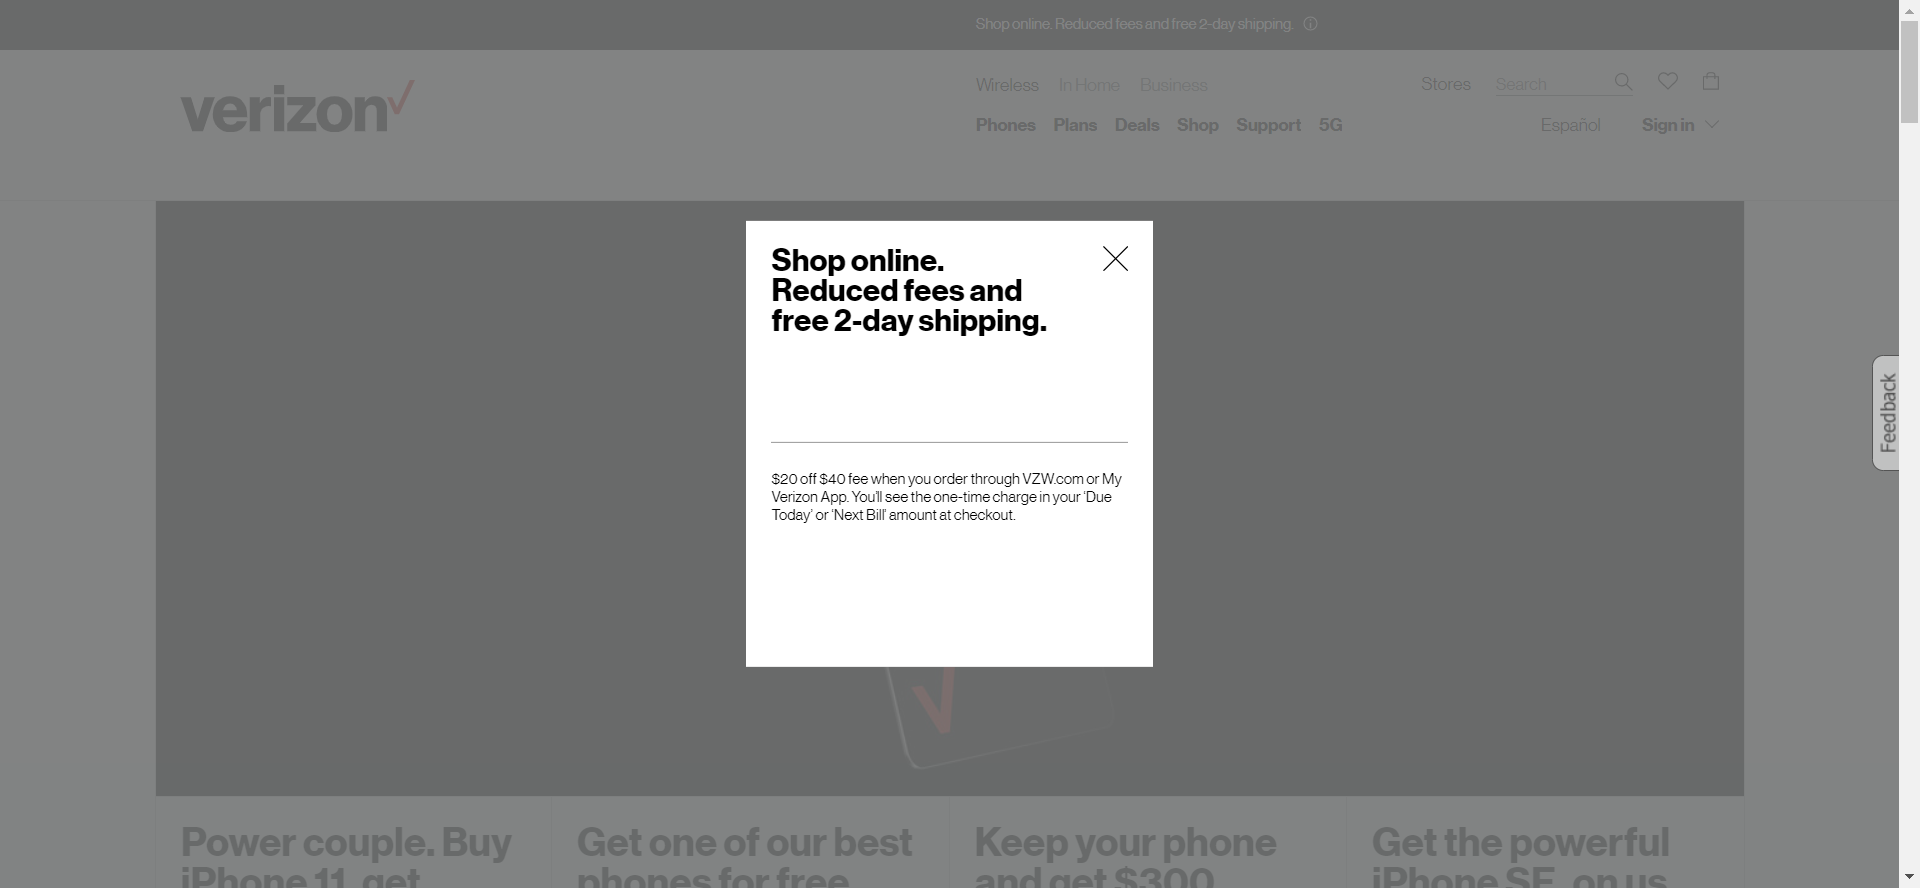 Shop online. Reduced fees and free 2-day shipping.
verizon
Wireless In Home Business
Stores Search
Phones Plans Deals Shop Support 5G
Español Sign in
Shop online.
Reduced fees and
free 2-day shipping.
$20 off $40 fee when you order through VZW.com or My
Verizon App. You'll see the one-time charge in your 'Due
Today' or 'Next Bill' amount at checkout.
Feedback
Power couple. Buy
iPhone 11, get
Get one of our best
phones for free
Keep your phone
and get $300
Get the powerful
iPhone SE, on us